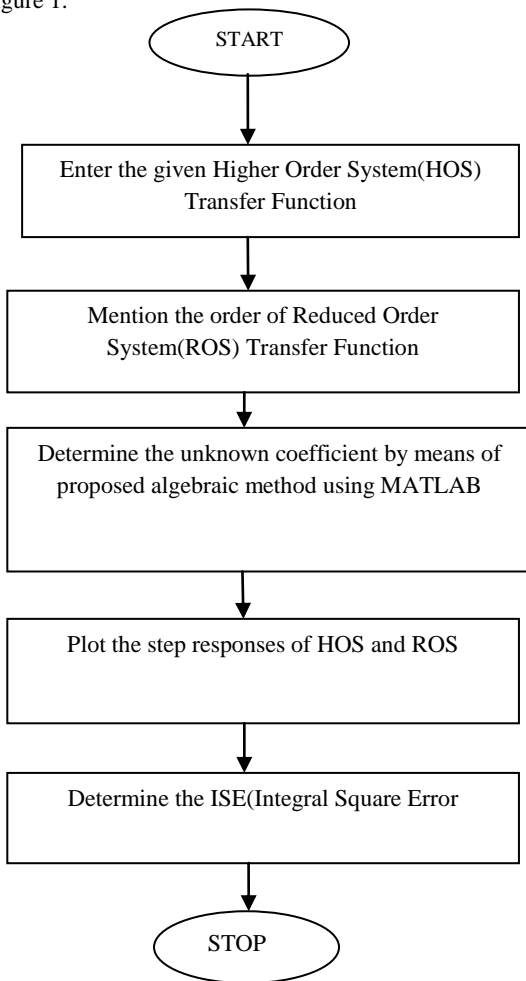 gure 1.
START
Enter the given Higher Order System(HOS)
Transfer Function
Mention the order of Reduced Order
System(ROS) Transfer Function
Determine the unknown coefficient by means of
proposed algebraic method using MATLAB
Plot the step responses of HOS and ROS
Determine the ISE(Integral Square Error
STOP